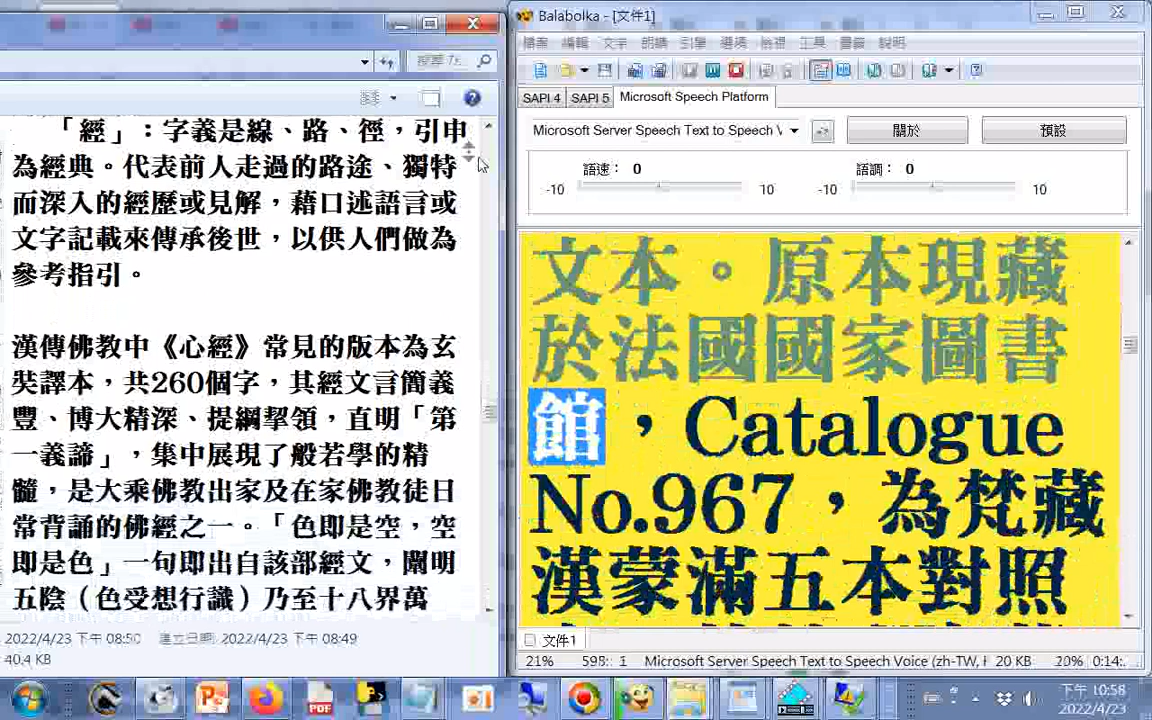 Balabolka - [文件1]
搜尋
檔案 編輯 文字 朗讀 引擎 選項 檢視 工具 書籤 說明
SAPI 4 SAPI 5 Microsoft Speech Platform
Microsoft Server Speech Text to Speech V
關於 預設
語速： 0 語調： 0
-10 10 -10 10
「經」：字義是線、路、徑，引申
為經典。代表前人走過的路途、獨特
而深入的經歷或見解，藉口述語言或
文字記載來傳承後世，以供人們做為
參考指引。
漢傳佛教中《心經》常見的版本為玄
奘譯本，共260個字，其經文言簡義
豐、博大精深、提綱挈領，直明「第
一義諦」，集中展現了般若學的精
髓，是大乘佛教出家及在家佛教徒日
常背誦的佛經之一。「色即是空，空
即是色」一句即出自該部經文，闡明
五陰（色受想行識）乃至十八界萬
2022/4/23 下午 08:50 建立日期: 2022/4/23 下午 08:49
40.4 KB
文本。原本現藏
於法國國家圖書
館，Catalogue
No.967，為梵藏
漢蒙滿五本對照
文件1
21% 598: 1 Microsoft Server Speech Text to Speech Voice (zh-TW, 20 KB 20% 0:14:
下午 10:58
2022/4/23